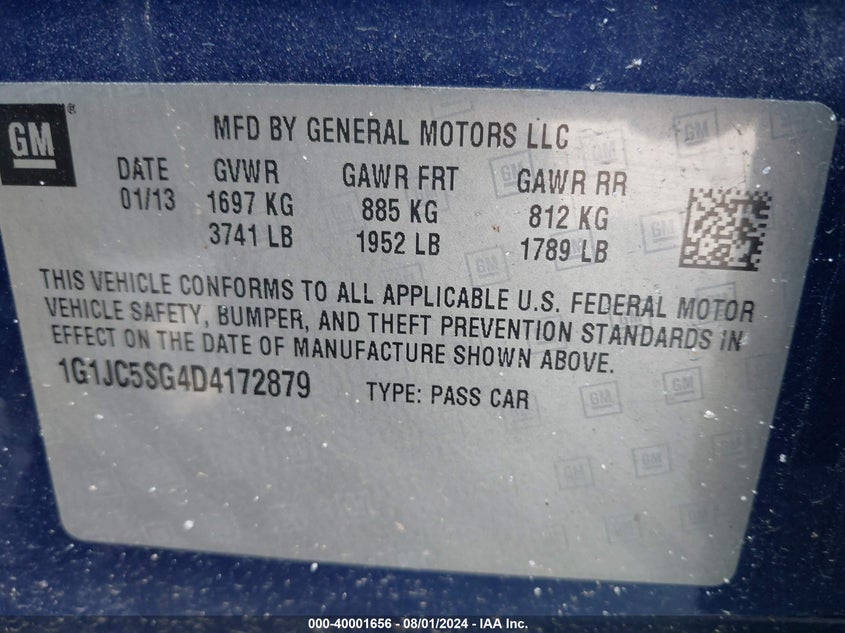 GM®
MFD BY GENERAL MOTORS LLC
DATE GVWR GAWR FRT GAWR RR
01/13 1697 KG 885 KG 812 KG
3741 LB 1952 LB 1789 LB
THIS VEHICLE CONFORMS TO ALL APPLICABLE U.S. FEDERAL MOTOR
VEHICLE SAFETY, BUMPER, AND THEFT PREVENTION STANDARDS IN
EFFECT ON THE DATE OF MANUFACTURE SHOWN ABOVE.
1G1JC5SG4D4172879 TYPE: PASS CAR
000-40001656 - 08/01/2024 - IAA Inc.